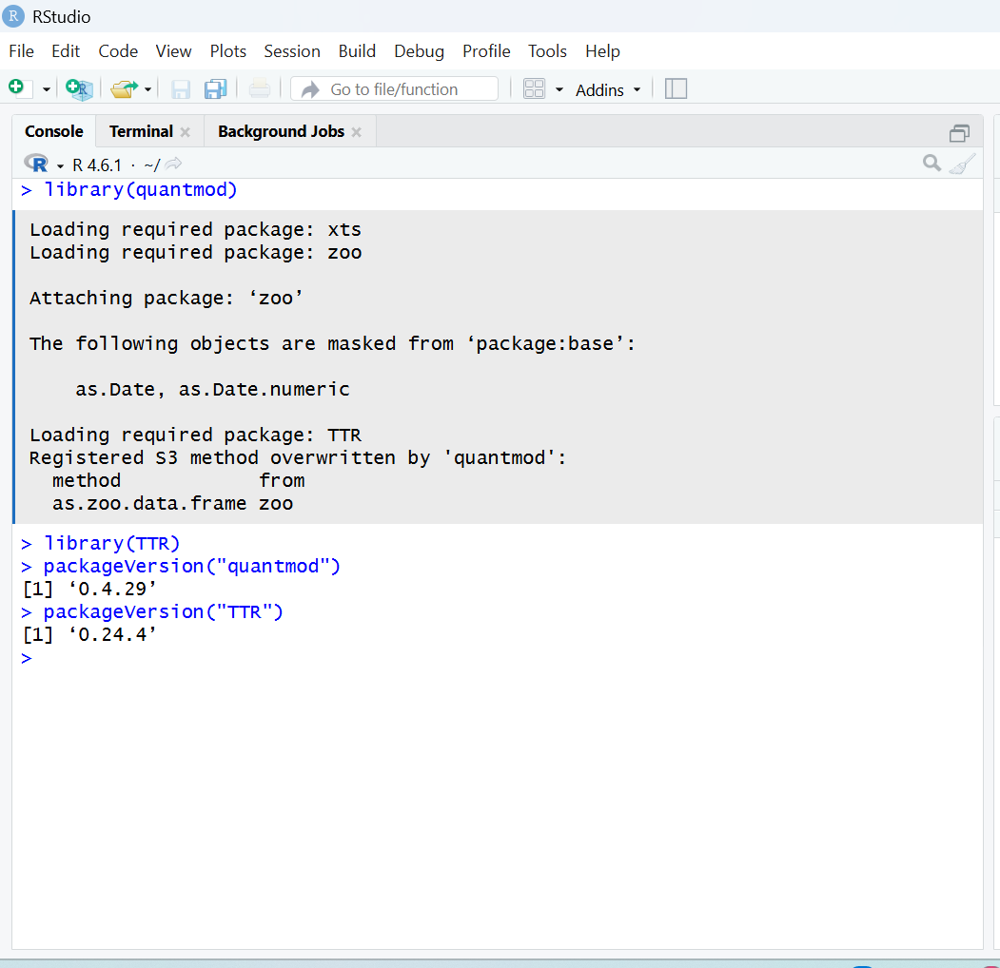 RStudio
File Edit Code View Plots Session Build Debug Profile Tools Help
Go to file/function Addins
Console Terminal Background Jobs
R 4.6.1 · ~/
> library(quantmod)
Loading required package: xts
Loading required package: zoo
Attaching package: ‘zoo’
The following objects are masked from ‘package:base’:
    as.Date, as.Date.numeric
Loading required package: TTR
Registered S3 method overwritten by 'quantmod':
  method            from
  as.zoo.data.frame zoo
> library(TTR)
> packageVersion("quantmod")
[1] ‘0.4.29’
> packageVersion("TTR")
[1] ‘0.24.4’
>